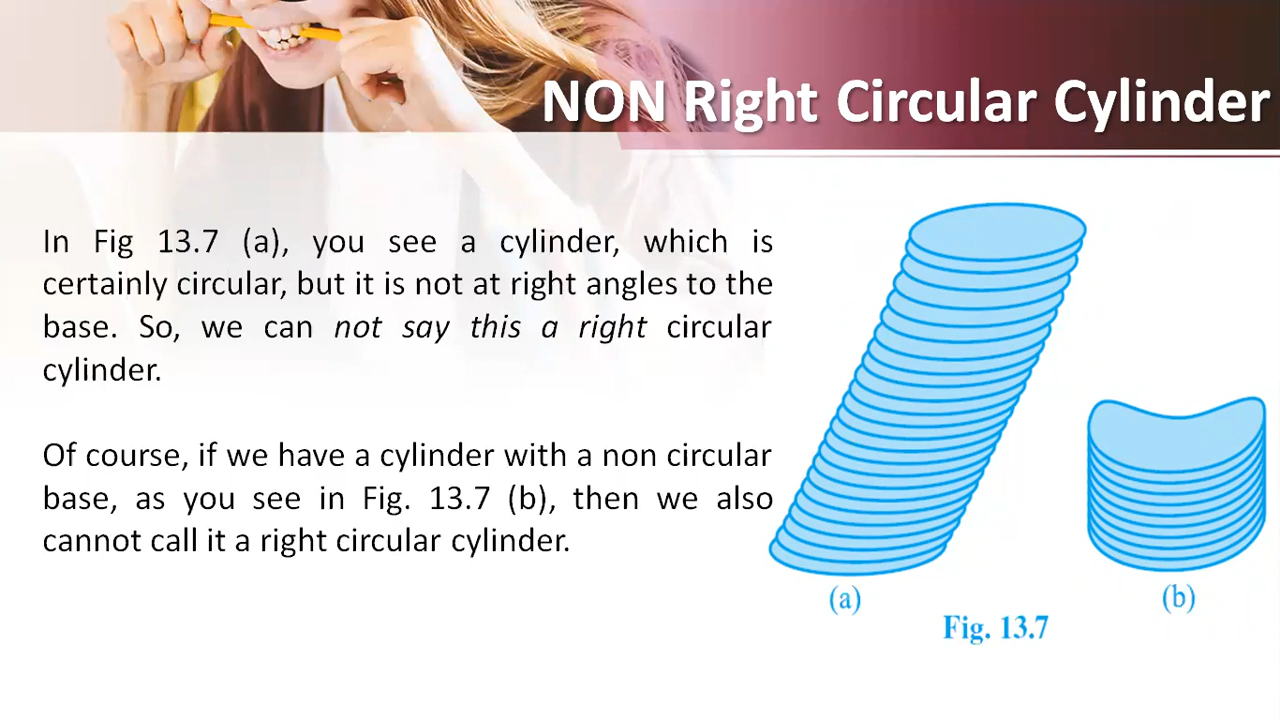 NON Right Circular Cylinder
In Fig 13.7 (a), you see a cylinder, which is
certainly circular, but it is not at right angles to the
base. So, we can not say this a right circular
cylinder.
Of course, if we have a cylinder with a non circular
base, as you see in Fig. 13.7 (b), then we also
cannot call it a right circular cylinder.
(a)
(b)
Fig. 13.7